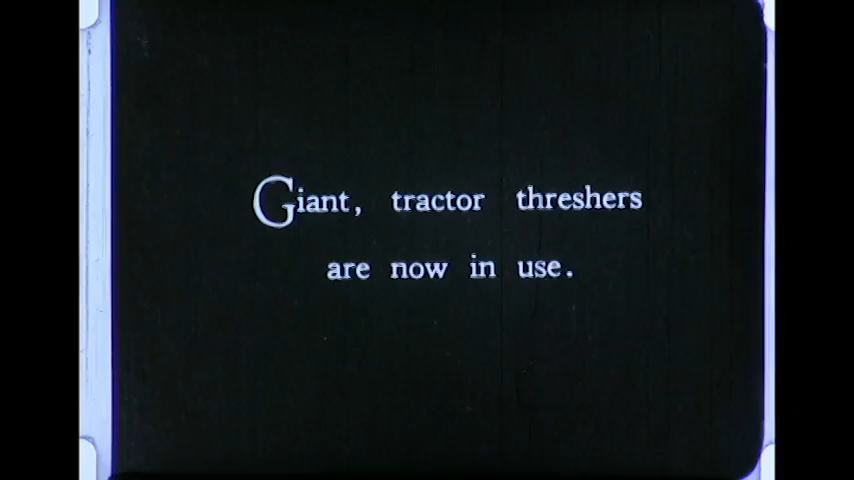 Giant, tractor threshers
are now in use.